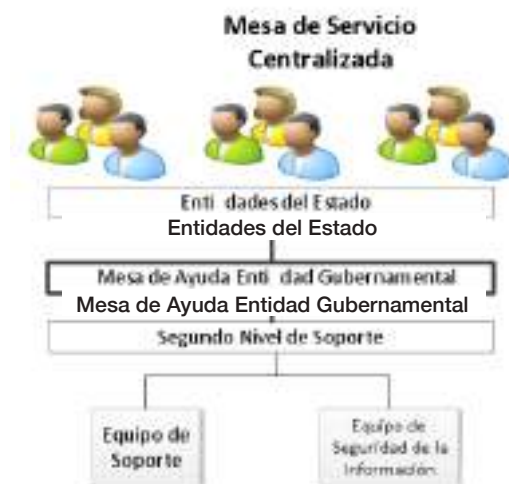 Mesa de Servicio
Centralizada
Enti dades del Estado
Entidades del Estado
Mesa de Ayuda Enti dad Gubernamental
Mesa de Ayuda Entidad Gubernamental
Segundo Nivel de Soporte
Equipo de
Soporte
Equipo de
Seguridad de la
Información